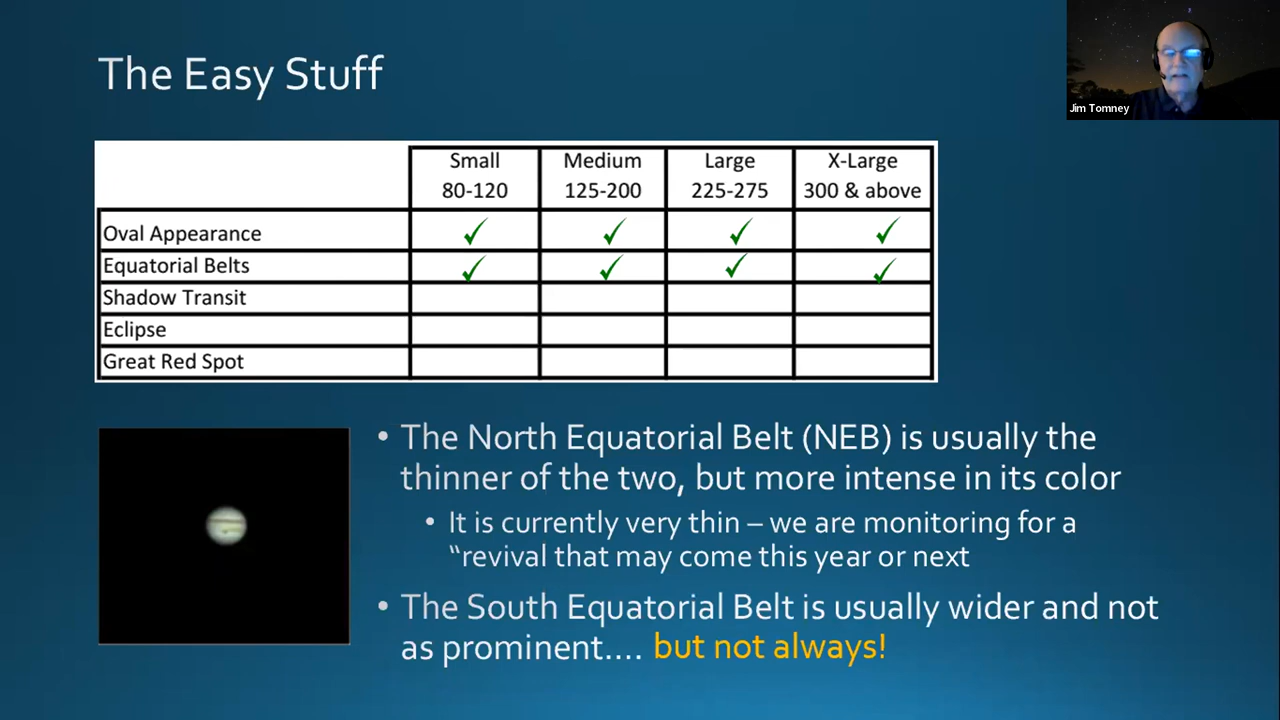 The Easy Stuff
Jim Tomney
Small Medium Large X-Large
80-120 125-200 225-275 300 & above
Oval Appearance ✓ ✓ ✓ ✓
Equatorial Belts ✓ ✓ ✓ ✓
Shadow Transit
Eclipse
Great Red Spot
• The North Equatorial Belt (NEB) is usually the
thinner of the two, but more intense in its color
• It is currently very thin – we are monitoring for a
“revival that may come this year or next
• The South Equatorial Belt is usually wider and not
as prominent.... but not always!